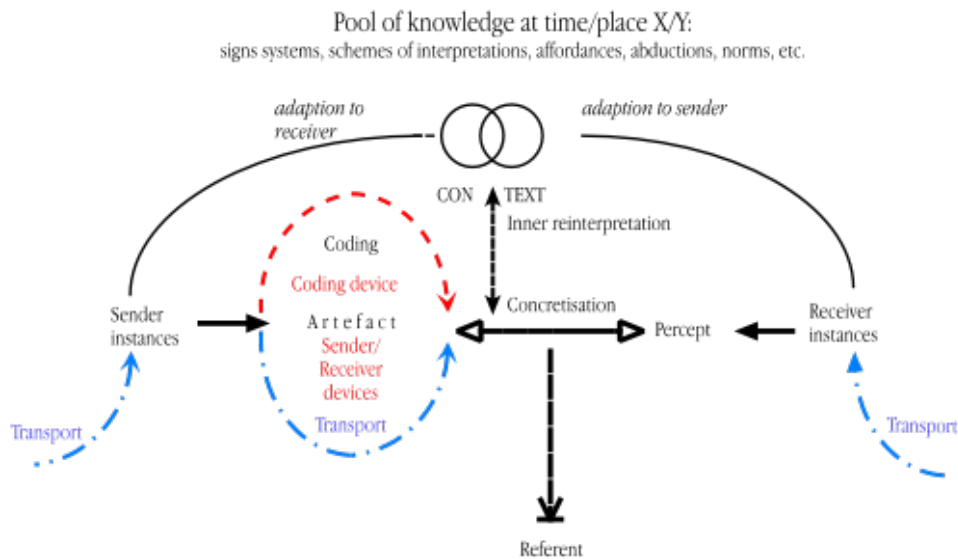 Pool of knowledge at time/place X/Y:
signs systems, schemes of interpretations, affordances, abductions, norms, etc.
adaption to
receiver
adaption to sender
CON TEXT
Inner reinterpretation
Coding
Coding device
Concretisation
Sender
instances
Artefact
Sender/
Receiver
devices
Percept
Receiver
instances
Transport
Transport
Transport
Referent